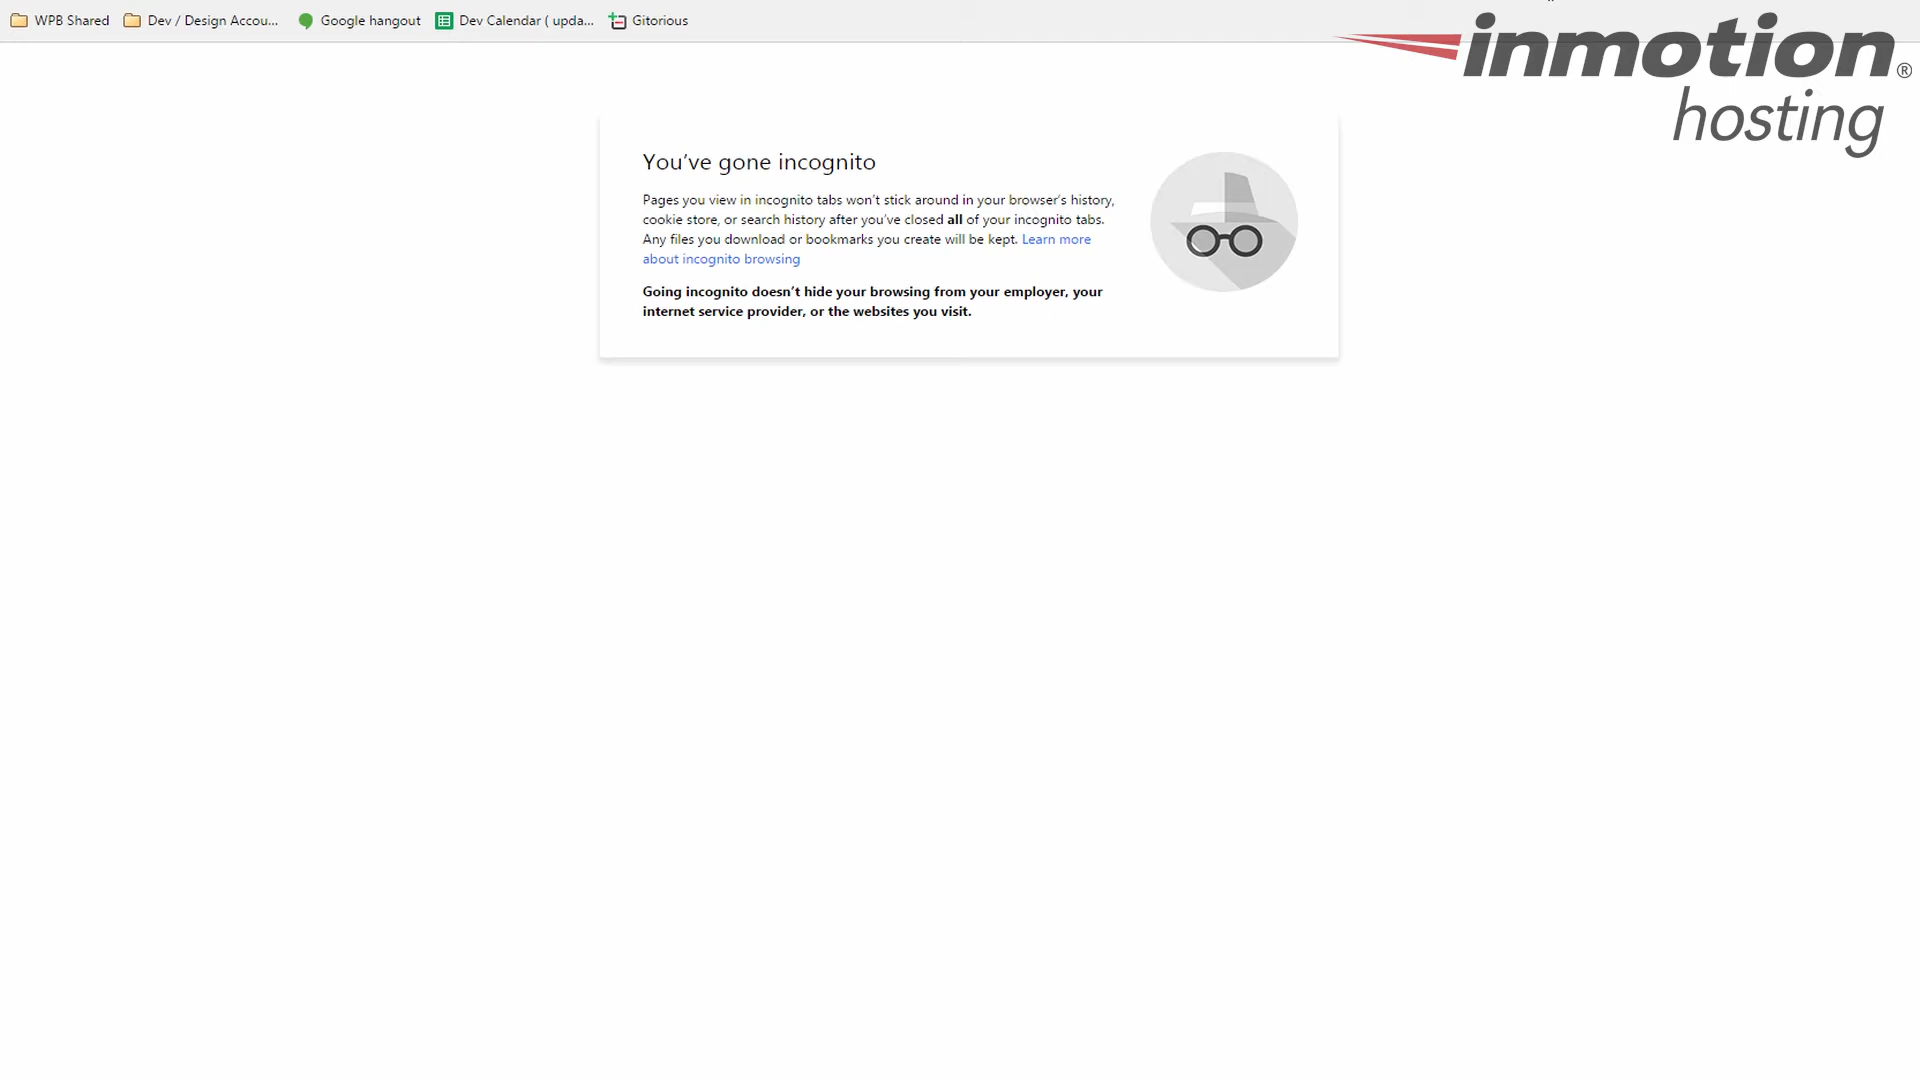 WPB Shared
Dev / Design Accou...
Google hangout
Dev Calendar ( upda...
Gitorious
inmotion®
hosting
You’ve gone incognito
Pages you view in incognito tabs won’t stick around in your browser’s history,
cookie store, or search history after you’ve closed all of your incognito tabs.
Any files you download or bookmarks you create will be kept. Learn more
about incognito browsing
Going incognito doesn’t hide your browsing from your employer, your
internet service provider, or the websites you visit.